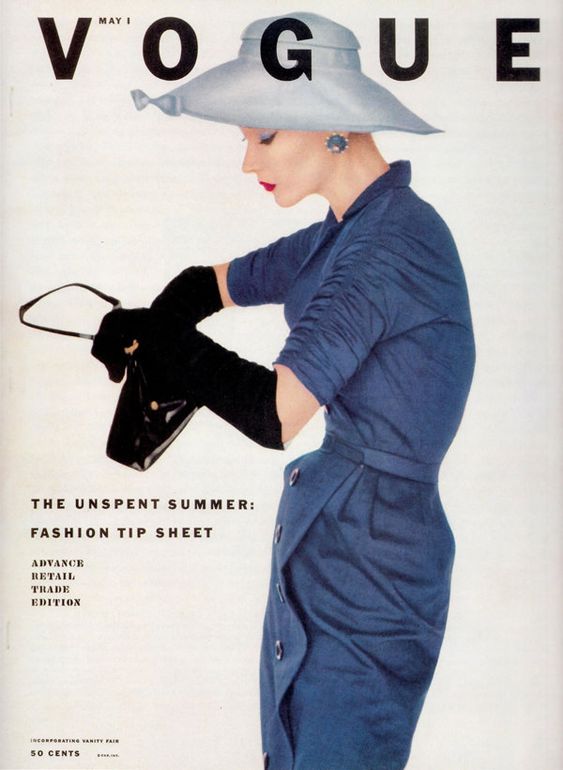 MAY 1
VOGUE
THE UNSPENT SUMMER:
FASHION TIP SHEET
ADVANCE
RETAIL
TRADE
EDITION
INCORPORATING VANITY FAIR
50 CENTS